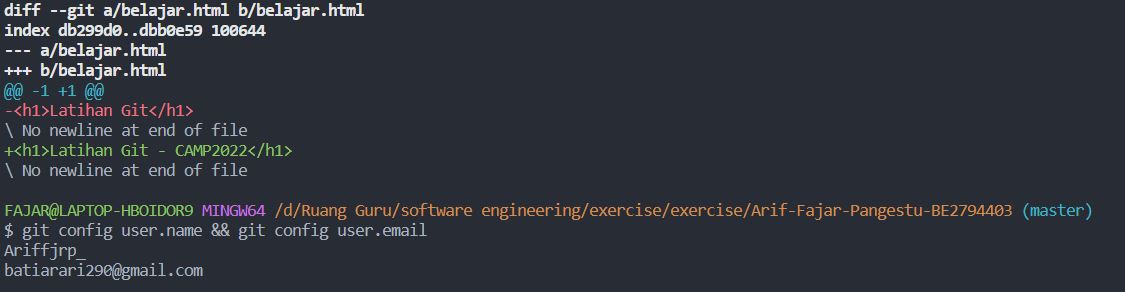 diff --git a/belajar.html b/belajar.html
index db299d0..dbb0e59 100644
--- a/belajar.html
+++ b/belajar.html
@@ -1 +1 @@
-<h1>Latihan Git</h1>
\ No newline at end of file
+<h1>Latihan Git - CAMP2022</h1>
\ No newline at end of file
FAJAR@LAPTOP-HBOIDOR9 MINGW64 /d/Ruang Guru/software engineering/exercise/exercise/Arif-Fajar-Pangestu-BE2794403 (master)
$ git config user.name && git config user.email
Ariffjrp_
batiarari290@gmail.com